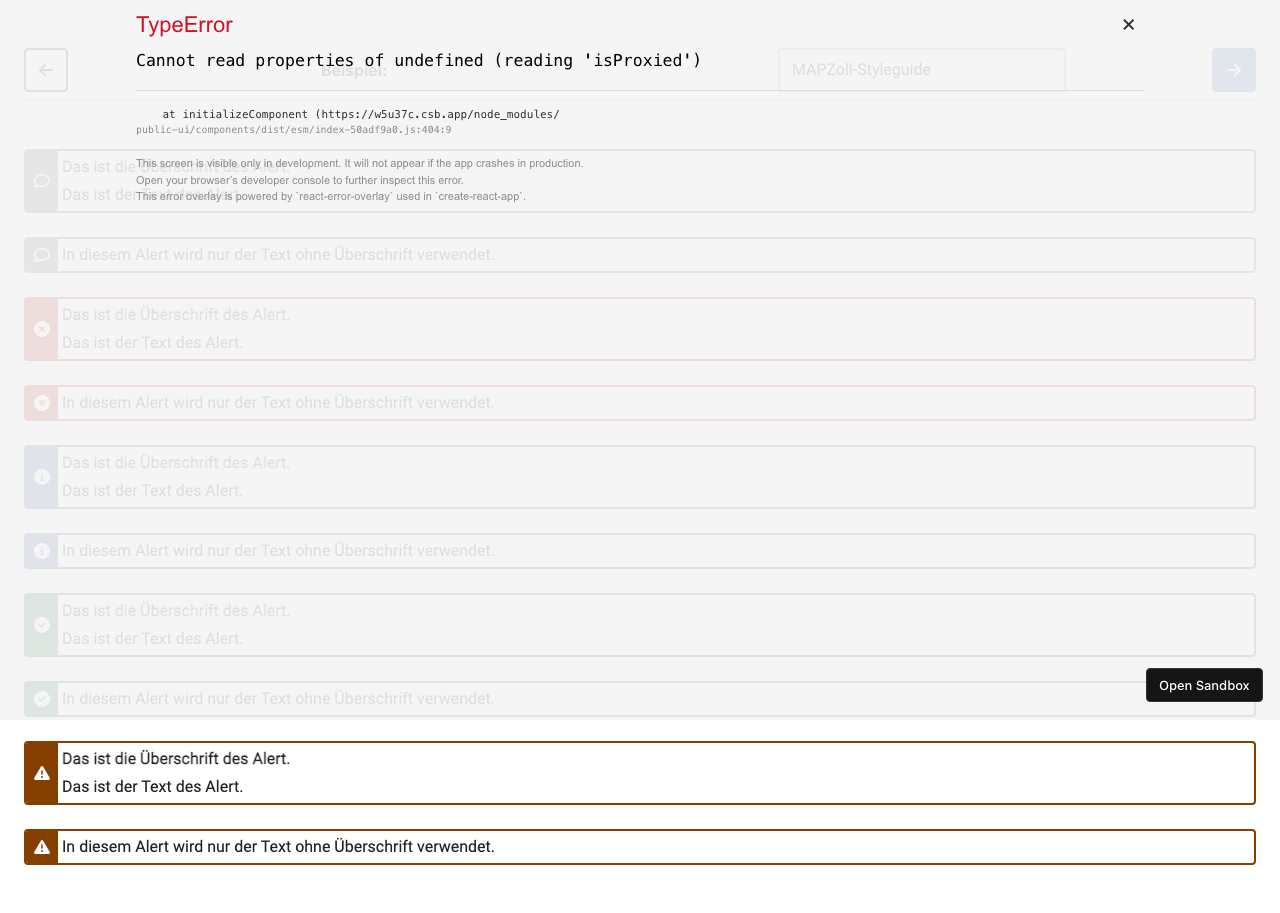 TypeError
Cannot read properties of undefined (reading 'isProxied')
Beispiel:
MAPZoll-Styleguide
at initializeComponent (https://w5u37c.csb.app/node_modules/
public-ui/components/dist/esm/index-50adf9a0.js:404:9
This screen is visible only in development. It will not appear if the app crashes in production.
Open your browser's developer console to further inspect this error.
This error overlay is powered by `react-error-overlay` used in `create-react-app`.
Das ist die Überschrift des Alert.
Das ist der Text des Alert.
In diesem Alert wird nur der Text ohne Überschrift verwendet.
Das ist die Überschrift des Alert.
Das ist der Text des Alert.
In diesem Alert wird nur der Text ohne Überschrift verwendet.
Das ist die Überschrift des Alert.
Das ist der Text des Alert.
In diesem Alert wird nur der Text ohne Überschrift verwendet.
Das ist die Überschrift des Alert.
Das ist der Text des Alert.
In diesem Alert wird nur der Text ohne Überschrift verwendet.
Open Sandbox
Das ist die Überschrift des Alert.
Das ist der Text des Alert.
In diesem Alert wird nur der Text ohne Überschrift verwendet.